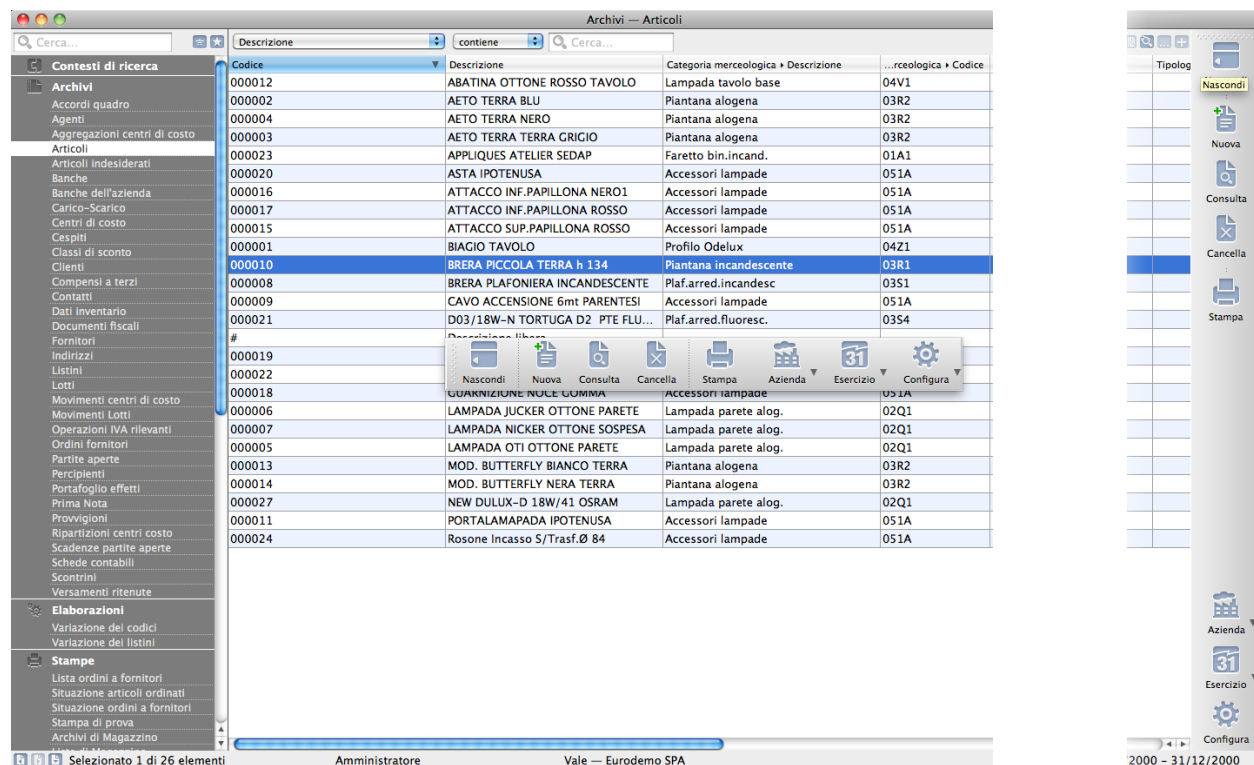 Archivi — Articoli
Cerca...
Descrizione
contiene
Cerca...
Contesti di ricerca
Archivi
Accordi quadro
Agenti
Aggregazioni centri di costo
Articoli
Articoli indesiderati
Banche
Banche dell'azienda
Carico-Scarico
Centri di costo
Cespiti
Classi di sconto
Clienti
Compensi a terzi
Contatti
Dati inventario
Documenti fiscali
Fornitori
Indirizzi
Listini
Lotti
Movimenti centri di costo
Movimenti Lotti
Operazioni IVA rilevanti
Ordini fornitori
Partite aperte
Percipienti
Portafoglio effetti
Prima Nota
Provvigioni
Ripartizioni centri costo
Scadenze partite aperte
Schede contabili
Scontrini
Versamenti ritenute
Elaborazioni
Variazione dei codici
Variazione dei listini
Stampe
Lista ordini a fornitori
Situazione articoli ordinati
Situazione ordini a fornitori
Stampa di prova
Archivi di Magazzino
Codice Descrizione Categoria merceologica ▸ Descrizione ...rceologica ▸ Codice Tipolog
000012 ABATINA OTTONE ROSSO TAVOLO Lampada tavolo base 04V1
000002 AETO TERRA BLU Piantana alogena 03R2
000004 AETO TERRA NERO Piantana alogena 03R2
000003 AETO TERRA TERRA GRIGIO Piantana alogena 03R2
000023 APPLIQUES ATELIER SEDAP Faretto bin.incand. 01A1
000020 ASTA IPOTENUSA Accessori lampade 051A
000016 ATTACCO INF.PAPILLONA NERO1 Accessori lampade 051A
000017 ATTACCO INF.PAPILLONA ROSSO Accessori lampade 051A
000015 ATTACCO SUP.PAPILLONA ROSSO Accessori lampade 051A
000001 BIAGIO TAVOLO Profilo Odelux 04Z1
000010 BRERA PICCOLA TERRA h 134 Piantana incandescente 03R1
000008 BRERA PLAFONIERA INCANDESCENTE Plaf.arred.incandesc 03S1
000009 CAVO ACCENSIONE 6mt PARENTESI Accessori lampade 051A
000021 D03/18W-N TORTUGA D2 PTE FLU... Plaf.arred.fluoresc. 03S4
# Descrizione libera
000019
000022
000018 GUARNIZIONE NOCE GOMMA Accessori lampade 051A
000006 LAMPADA JUCKER OTTONE PARETE Lampada parete alog. 02Q1
000007 LAMPADA NICKER OTTONE SOSPESA Lampada parete alog. 02Q1
000005 LAMPADA OTI OTTONE PARETE Lampada parete alog. 02Q1
000013 MOD. BUTTERFLY BIANCO TERRA Piantana alogena 03R2
000014 MOD. BUTTERFLY NERA TERRA Piantana alogena 03R2
000027 NEW DULUX-D 18W/41 OSRAM Lampada parete alog. 02Q1
000011 PORTALAMAPADA IPOTENUSA Accessori lampade 051A
000024 Rosone Incasso S/Trasf.Ø 84 Accessori lampade 051A
Nascondi Nuova Consulta Cancella Stampa Azienda 31 Esercizio Configura
Nascondi
Nuova
Consulta
Cancella
Stampa
Azienda
31
Esercizio
Configura
Selezionato 1 di 26 elementi Amministratore Vale — Eurodemo SPA /2000 - 31/12/2000